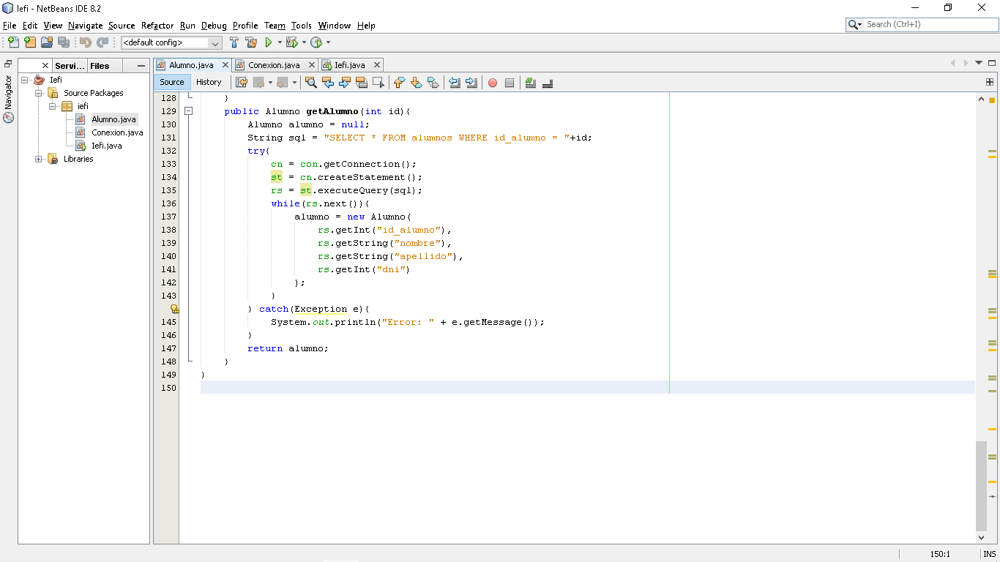 Iefi - NetBeans IDE 8.2
File Edit View Navigate Source Refactor Run Debug Profile Team Tools Window Help
Search (Ctrl+I)
<default config>
Servi... Files
Alumno.java Conexion.java Iefi.java
Navigator
Iefi
Source Packages
iefi
Alumno.java
Conexion.java
Iefi.java
Libraries
Source History
128 }
129 public Alumno getAlumno(int id){
130 Alumno alumno = null;
131 String sql = "SELECT * FROM alumnos WHERE id_alumno = "+id;
132 try{
133 cn = con.getConnection();
134 st = cn.createStatement();
135 rs = st.executeQuery(sql);
136 while(rs.next()){
137 alumno = new Alumno(
138 rs.getInt("id_alumno"),
139 rs.getString("nombre"),
140 rs.getString("apellido"),
141 rs.getInt("dni")
142 );
143 }
} catch(Exception e){
145 System.out.println("Error: " + e.getMessage());
146 }
147 return alumno;
148 }
149 }
150
150:1 INS